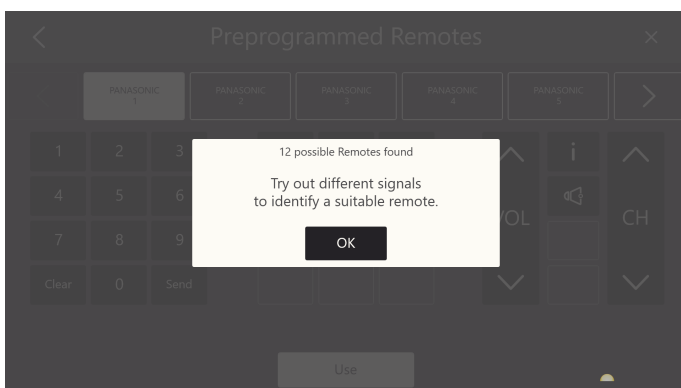 Preprogrammed Remotes
PANASONIC
1
PANASONIC
2
PANASONIC
3
PANASONIC
4
PANASONIC
5
12 possible Remotes found
Try out different signals
to identify a suitable remote.
OK
1 2 3
4 5 6
7 8 9
Clear 0 Send
VOL
i
CH
Use